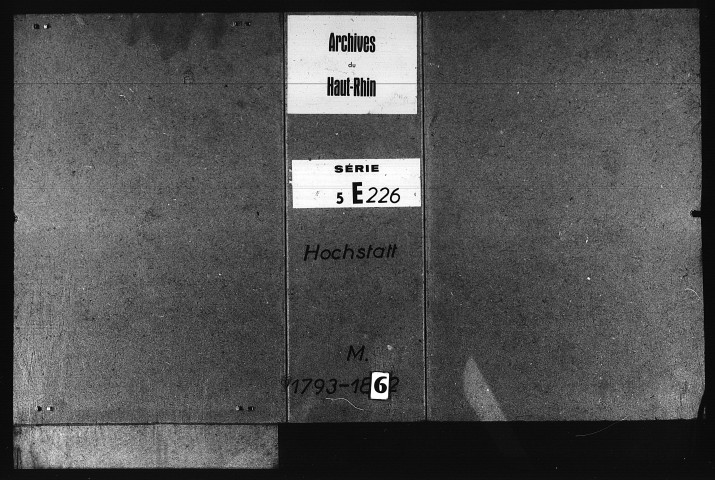 Archives
du
Haut-Rhin
SÉRIE
5 E 226
Hochstatt
M.
1793-1862